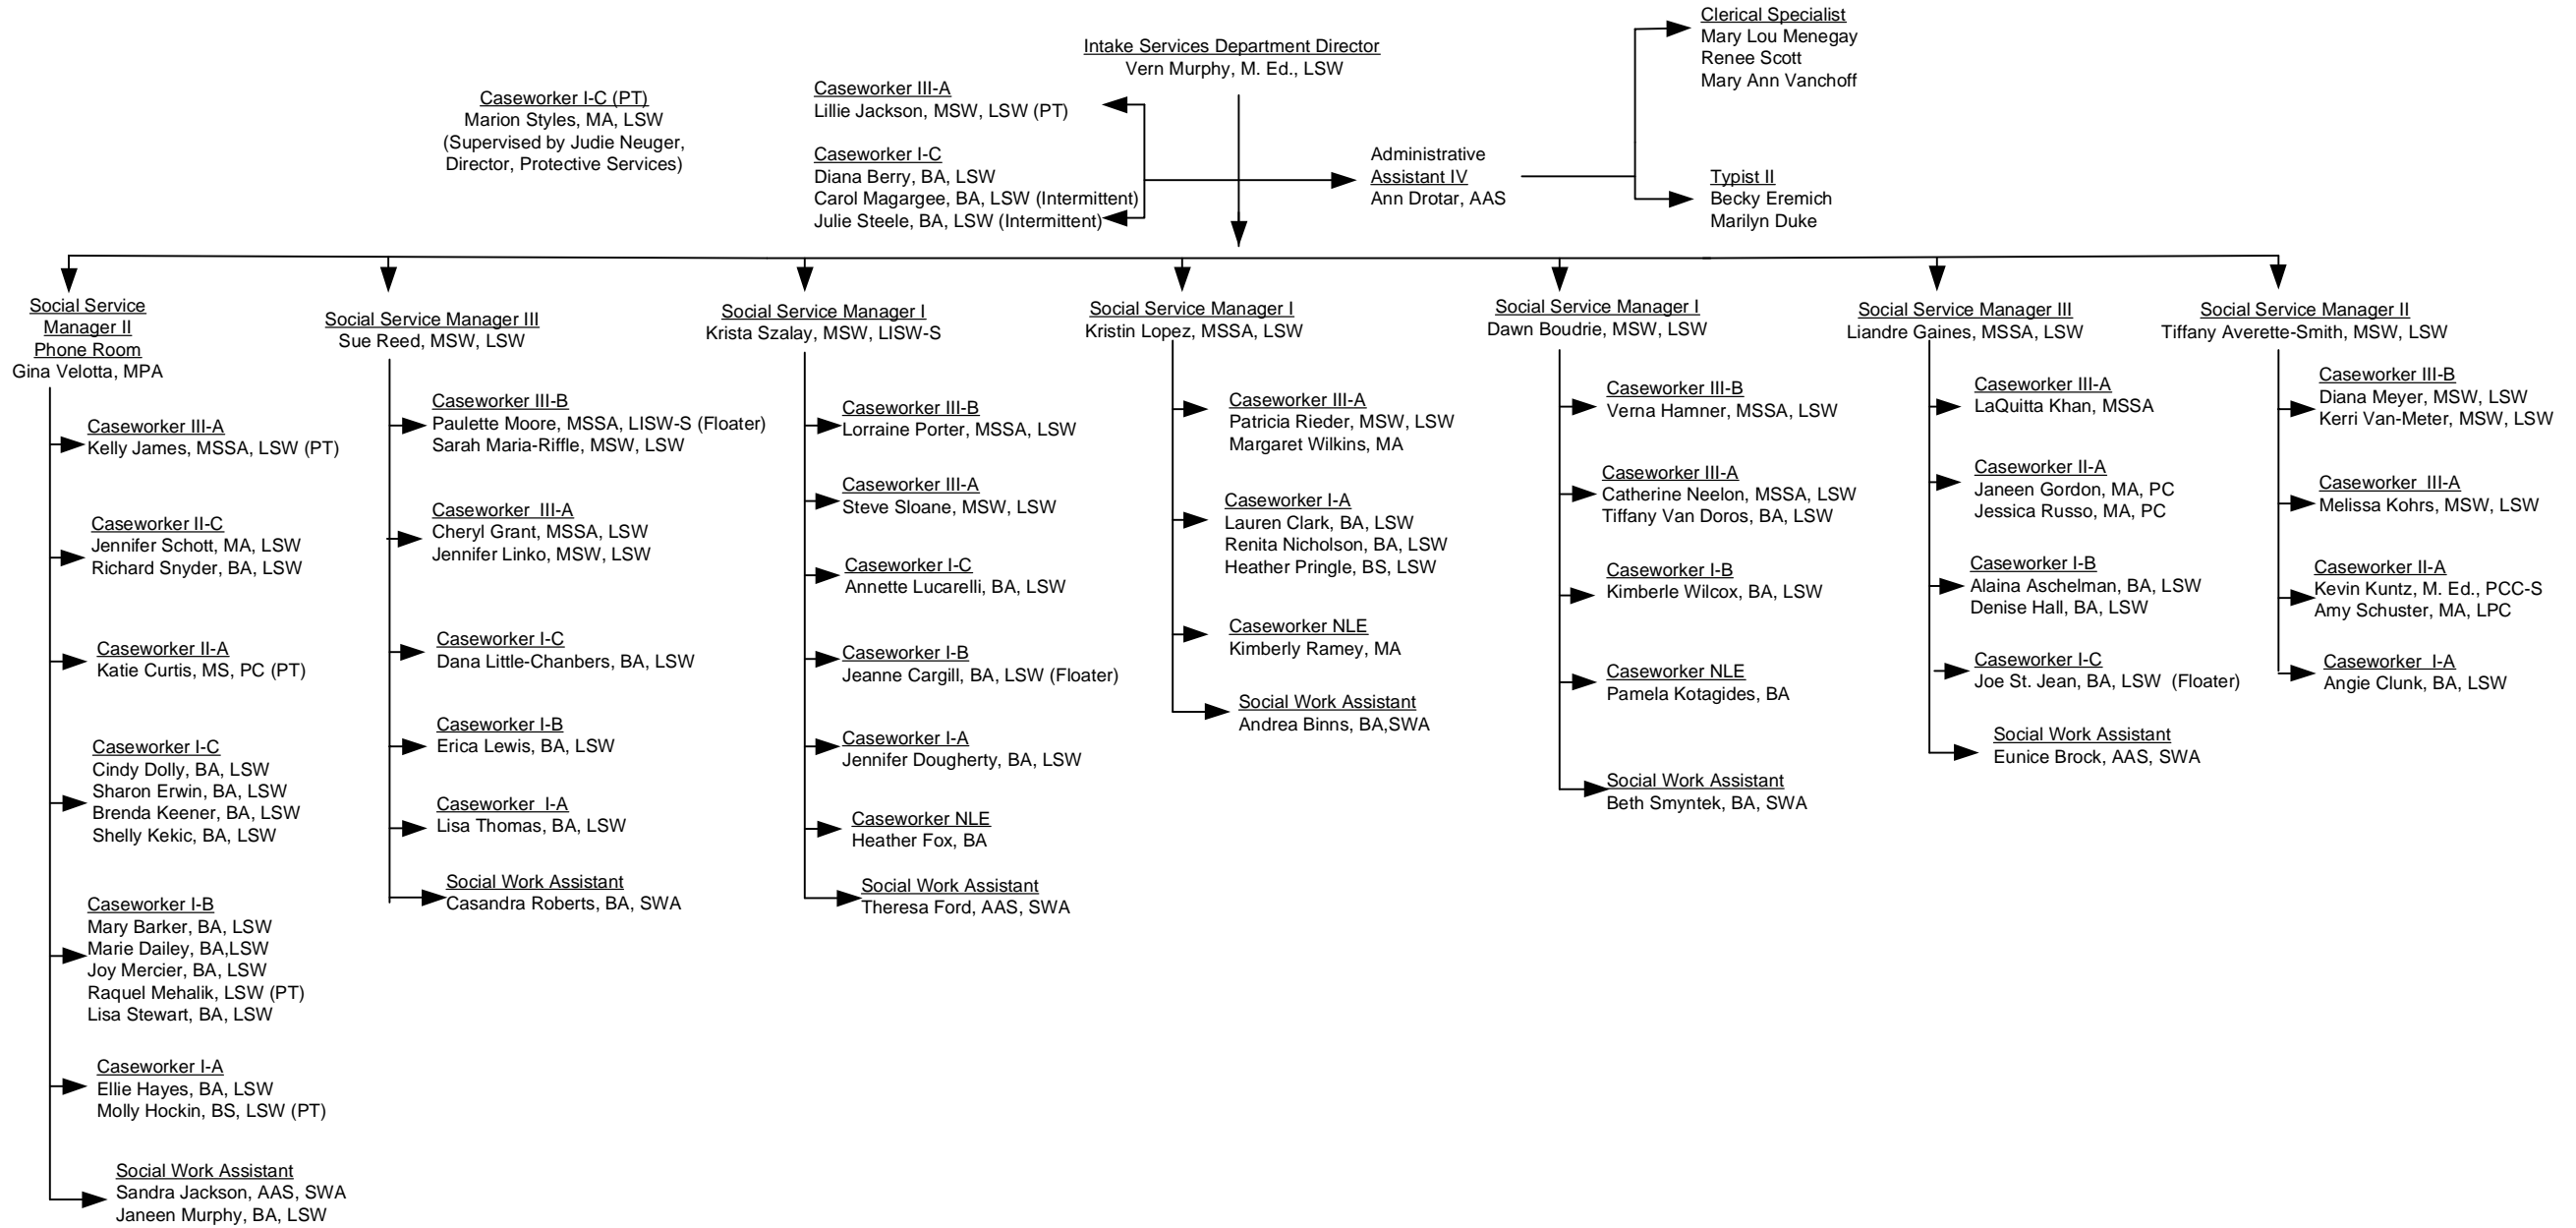 Intake Services Department Director
Vern Murphy, M. Ed., LSW
Clerical Specialist
Mary Lou Menegay
Renee Scott
Mary Ann Vanchoff
Caseworker I-C (PT)
Marion Styles, MA, LSW
(Supervised by Judie Neuger,
Director, Protective Services)
Caseworker III-A
Lillie Jackson, MSW, LSW (PT)
Caseworker I-C
Diana Berry, BA, LSW
Carol Magargee, BA, LSW (Intermittent)
Julie Steele, BA, LSW (Intermittent)
Administrative
Assistant IV
Ann Drotar, AAS
Typist II
Becky Eremich
Marilyn Duke
Social Service
Manager II
Phone Room
Gina Velotta, MPA
Caseworker III-A
Kelly James, MSSA, LSW (PT)
Caseworker II-C
Jennifer Schott, MA, LSW
Richard Snyder, BA, LSW
Caseworker II-A
Katie Curtis, MS, PC (PT)
Caseworker I-C
Cindy Dolly, BA, LSW
Sharon Erwin, BA, LSW
Brenda Keener, BA, LSW
Shelly Kekic, BA, LSW
Caseworker I-B
Mary Barker, BA, LSW
Marie Dailey, BA,LSW
Joy Mercier, BA, LSW
Raquel Mehalik, LSW (PT)
Lisa Stewart, BA, LSW
Caseworker I-A
Ellie Hayes, BA, LSW
Molly Hockin, BS, LSW (PT)
Social Work Assistant
Sandra Jackson, AAS, SWA
Janeen Murphy, BA, LSW
Social Service Manager III
Sue Reed, MSW, LSW
Caseworker III-B
Paulette Moore, MSSA, LISW-S (Floater)
Sarah Maria-Riffle, MSW, LSW
Caseworker III-A
Cheryl Grant, MSSA, LSW
Jennifer Linko, MSW, LSW
Caseworker I-C
Dana Little-Chanbers, BA, LSW
Caseworker I-B
Erica Lewis, BA, LSW
Caseworker I-A
Lisa Thomas, BA, LSW
Social Work Assistant
Casandra Roberts, BA, SWA
Social Service Manager I
Krista Szalay, MSW, LISW-S
Caseworker III-B
Lorraine Porter, MSSA, LSW
Caseworker III-A
Steve Sloane, MSW, LSW
Caseworker I-C
Annette Lucarelli, BA, LSW
Caseworker I-B
Jeanne Cargill, BA, LSW (Floater)
Caseworker I-A
Jennifer Dougherty, BA, LSW
Caseworker NLE
Heather Fox, BA
Social Work Assistant
Theresa Ford, AAS, SWA
Social Service Manager I
Kristin Lopez, MSSA, LSW
Caseworker III-A
Patricia Rieder, MSW, LSW
Margaret Wilkins, MA
Caseworker I-A
Lauren Clark, BA, LSW
Renita Nicholson, BA, LSW
Heather Pringle, BS, LSW
Caseworker NLE
Kimberly Ramey, MA
Social Work Assistant
Andrea Binns, BA,SWA
Social Service Manager I
Dawn Boudrie, MSW, LSW
Caseworker III-B
Verna Hamner, MSSA, LSW
Caseworker III-A
Catherine Neelon, MSSA, LSW
Tiffany Van Doros, BA, LSW
Caseworker I-B
Kimberle Wilcox, BA, LSW
Caseworker NLE
Pamela Kotagides, BA
Social Work Assistant
Beth Smyntek, BA, SWA
Social Service Manager III
Liandre Gaines, MSSA, LSW
Caseworker III-A
LaQuitta Khan, MSSA
Caseworker II-A
Janeen Gordon, MA, PC
Jessica Russo, MA, PC
Caseworker I-B
Alaina Aschelman, BA, LSW
Denise Hall, BA, LSW
Caseworker I-C
Joe St. Jean, BA, LSW (Floater)
Social Work Assistant
Eunice Brock, AAS, SWA
Social Service Manager II
Tiffany Averette-Smith, MSW, LSW
Caseworker III-B
Diana Meyer, MSW, LSW
Kerri Van-Meter, MSW, LSW
Caseworker III-A
Melissa Kohrs, MSW, LSW
Caseworker II-A
Kevin Kuntz, M. Ed., PCC-S
Amy Schuster, MA, LPC
Caseworker I-A
Angie Clunk, BA, LSW